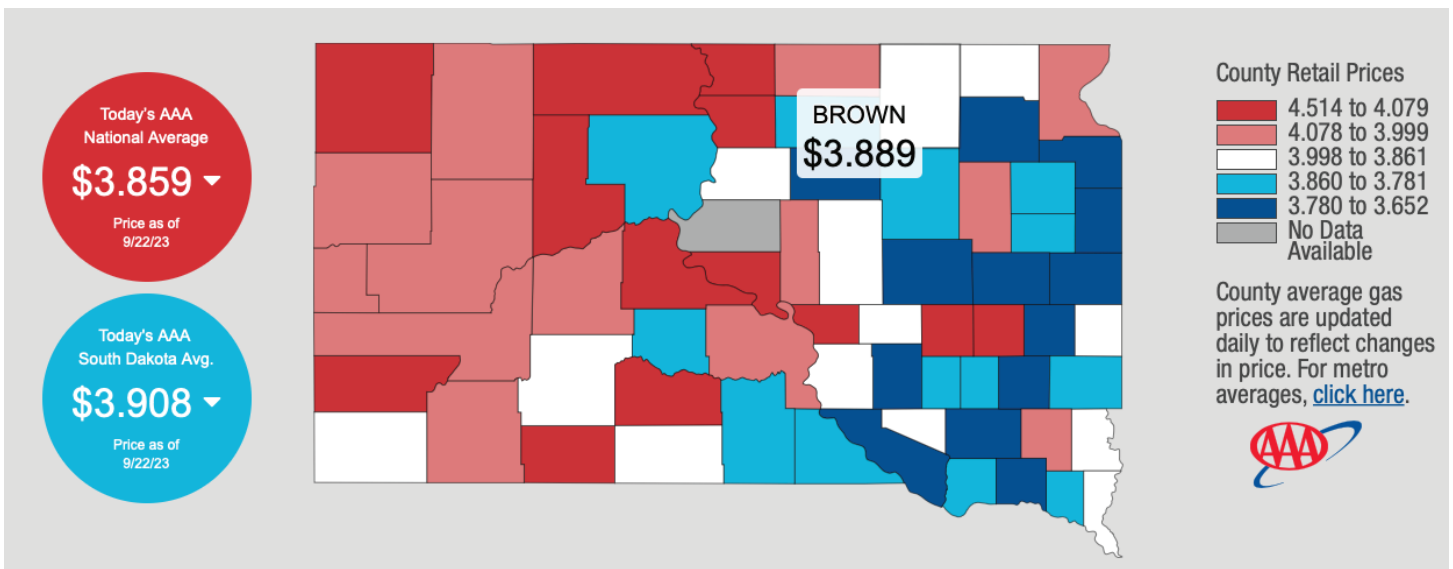 Today's AAA
National Average
$3.859
Price as of
9/22/23
Today's AAA
South Dakota Avg.
$3.908
Price as of
9/22/23
BROWN
$3.889
County Retail Prices
4.514 to 4.079
4.078 to 3.999
3.998 to 3.861
3.860 to 3.781
3.780 to 3.652
No Data
Available
County average gas
prices are updated
daily to reflect changes
in price. For metro
averages, click here.
AAA